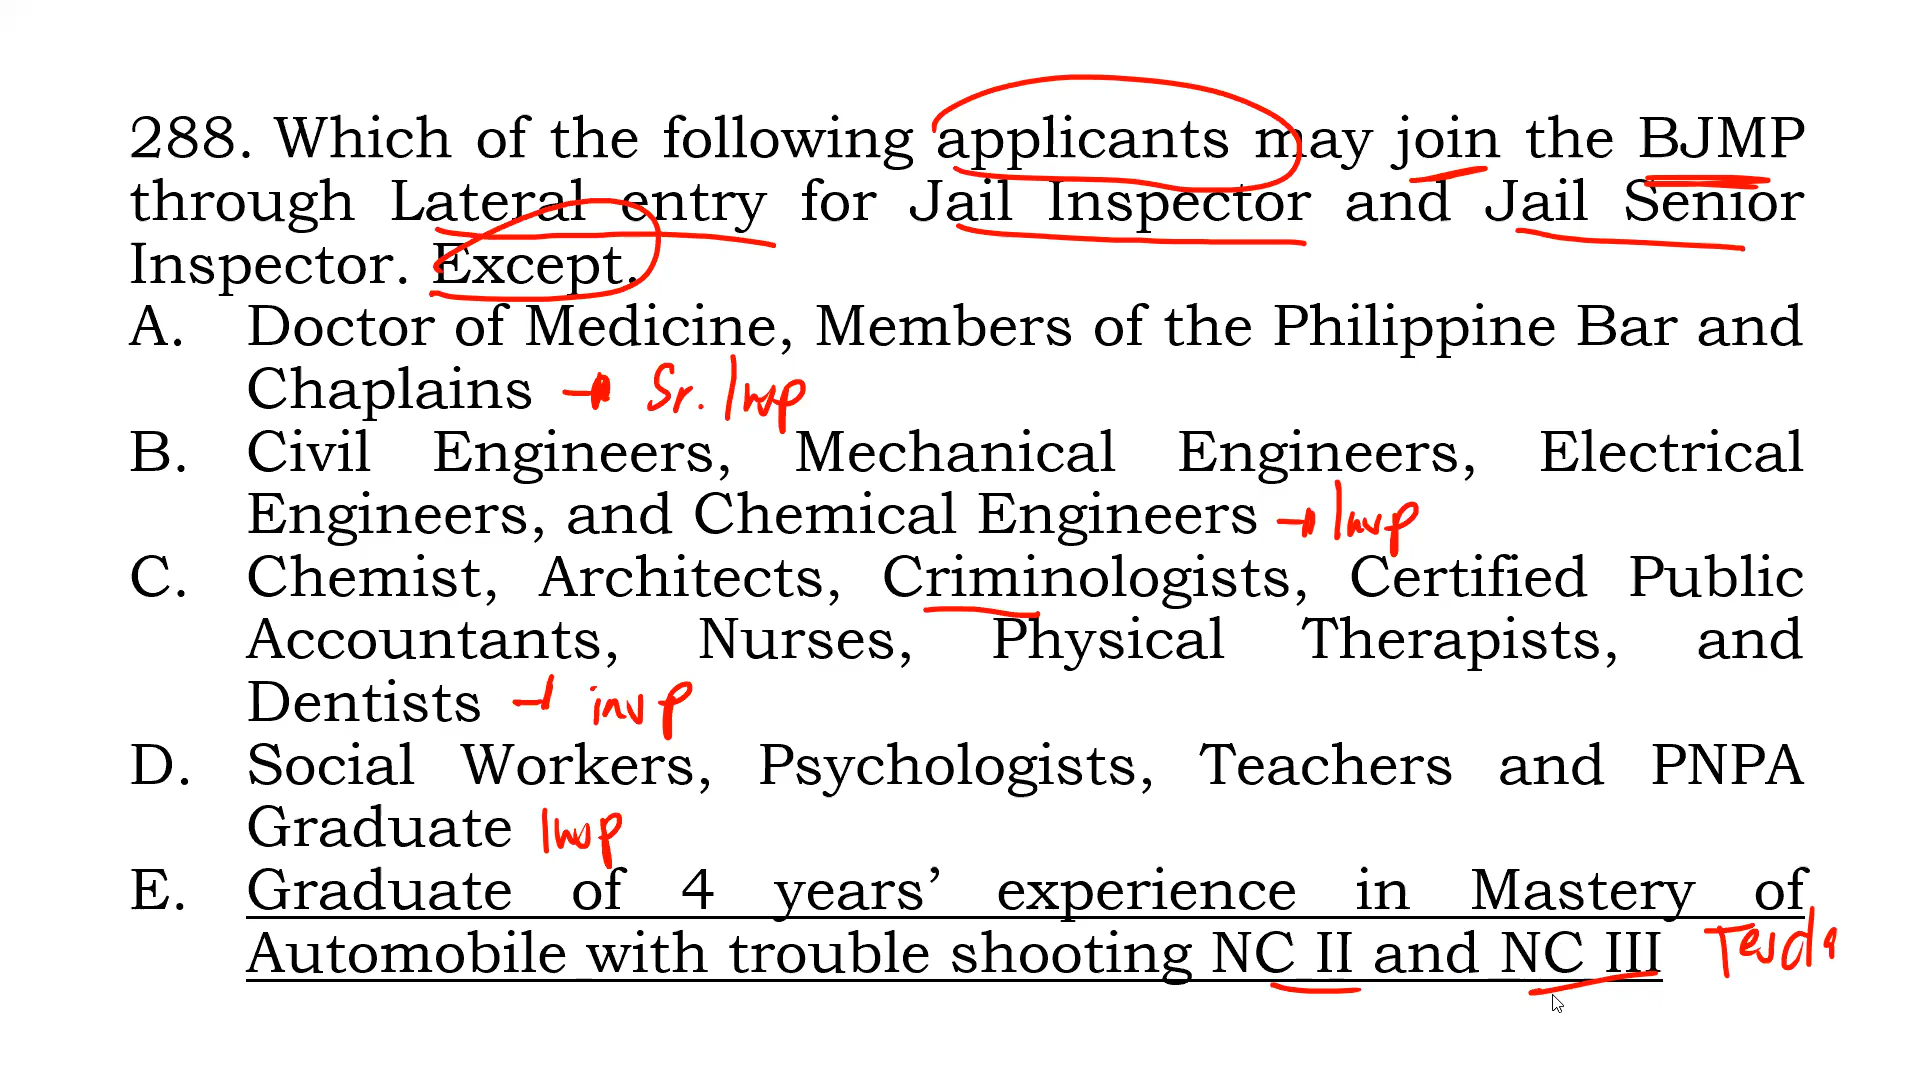 288. Which of the following applicants may join the BJMP
through Lateral entry for Jail Inspector and Jail Senior
Inspector. Except.
A. Doctor of Medicine, Members of the Philippine Bar and
Chaplains → Sr. Insp
B. Civil Engineers, Mechanical Engineers, Electrical
Engineers, and Chemical Engineers → Insp
C. Chemist, Architects, Criminologists, Certified Public
Accountants, Nurses, Physical Therapists, and
Dentists → insp
D. Social Workers, Psychologists, Teachers and PNPA
Graduate Insp
E. Graduate of 4 years’ experience in Mastery of
Automobile with trouble shooting NC II and NC III Tesda